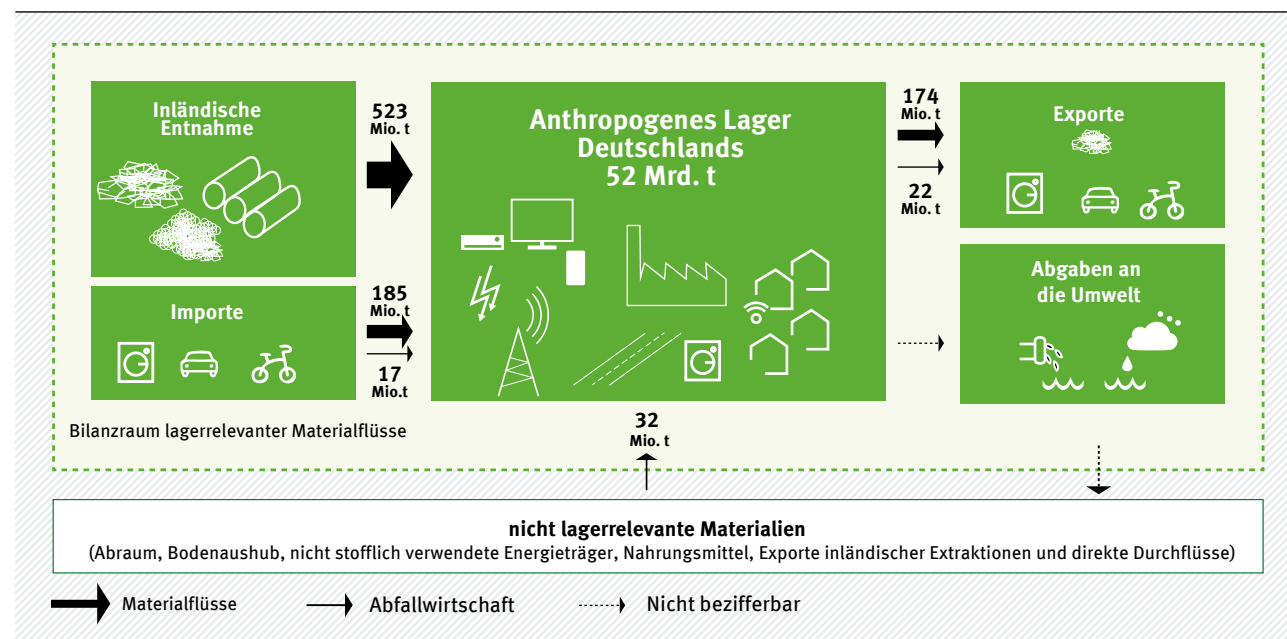 Inländische
Entnahme
523
Mio. t
Importe
185
Mio. t
17
Mio.t
Anthropogenes Lager
Deutschlands
52 Mrd. t
174
Mio. t
22
Mio. t
Exporte
Abgaben an
die Umwelt
32
Mio. t
Bilanzraum lagerrelevanter Materialflüsse
nicht lagerrelevante Materialien
(Abraum, Bodenaushub, nicht stofflich verwendete Energieträger, Nahrungsmittel, Exporte inländischer Extraktionen und direkte Durchflüsse)
Materialflüsse
Abfallwirtschaft
Nicht bezifferbar